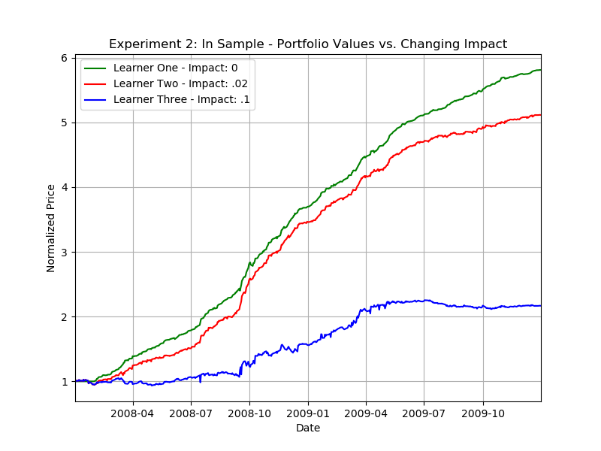 Experiment 2: In Sample - Portfolio Values vs. Changing Impact
Learner One - Impact: 0
Learner Two - Impact: .02
Learner Three - Impact: .1
Normalized Price
6
5
4
3
2
1
2008-04 2008-07 2008-10 2009-01 2009-04 2009-07 2009-10
Date